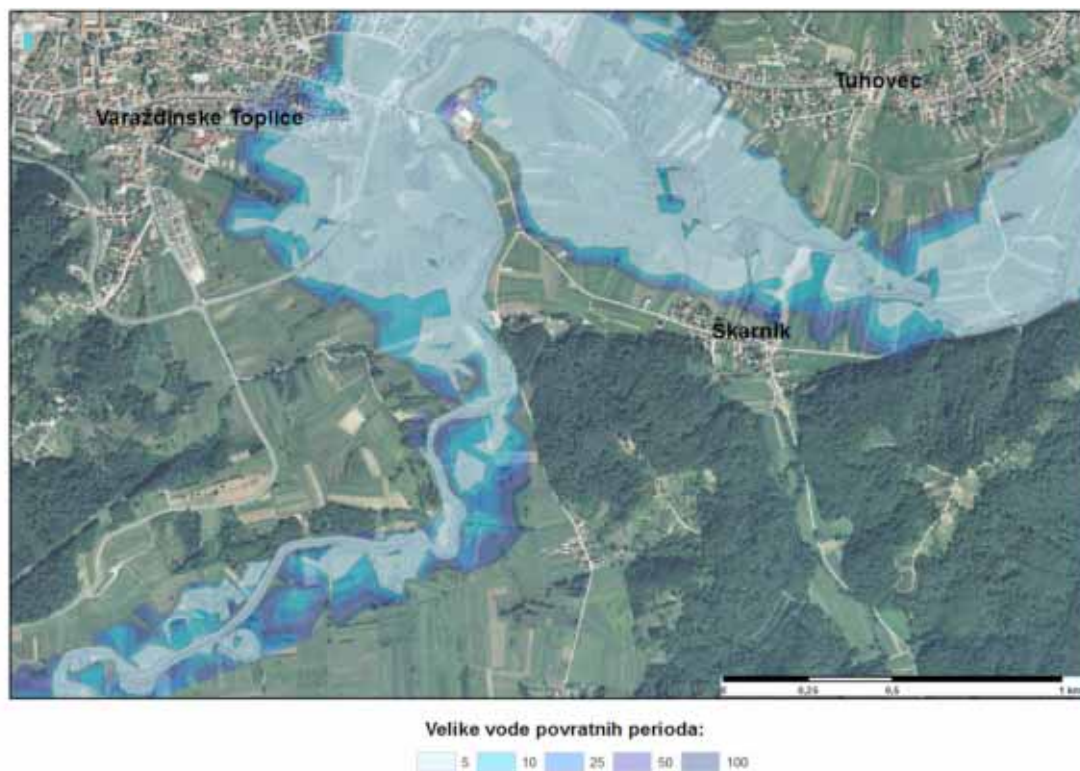 Varaždinske Toplice
Tuhovec
Škarnik
0 0,25 0,5 1 km
Velike vode povratnih perioda:
5 10 25 50 100